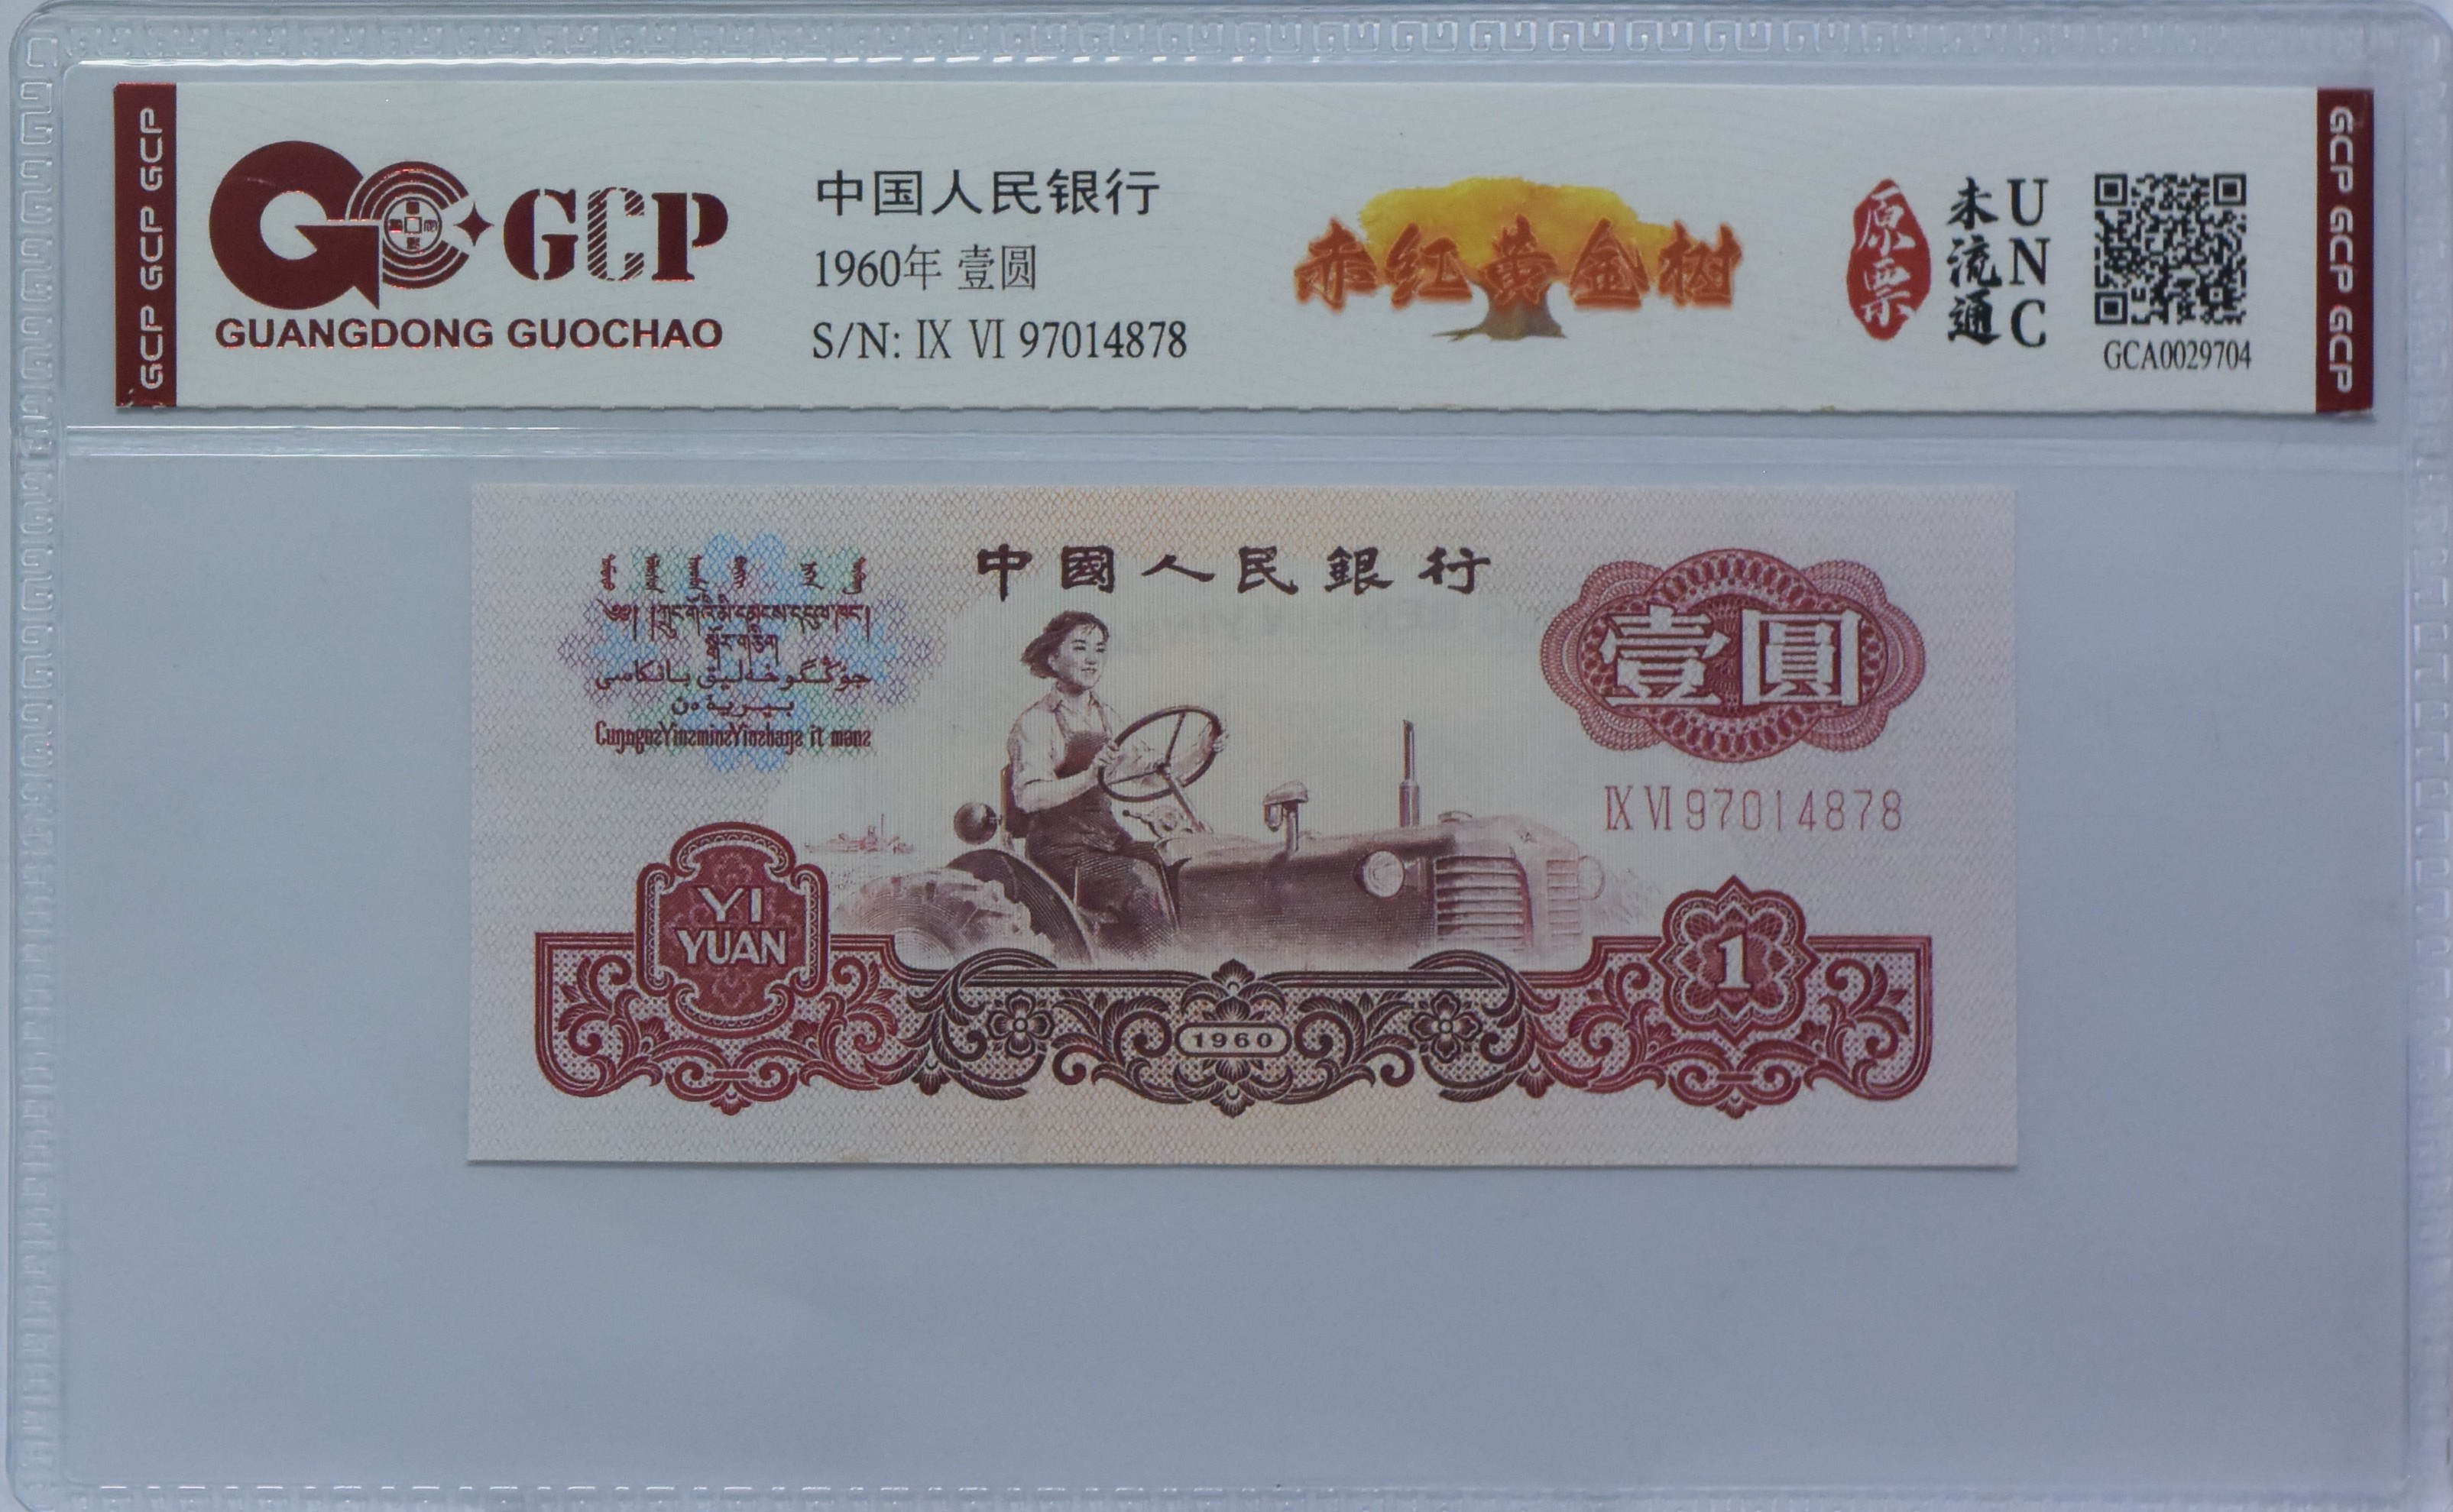 GCP GCP GCP
GCP
GUANGDONG GUOCHAO
中国人民银行
1960年 壹圆
S/N: Ⅸ Ⅵ 97014878
赤红黄金树
原票
未流通
UNC
GCA0029704
GCP GCP GCP
中國人民銀行
壹圓
Ⅸ Ⅵ 97014878
YI
YUAN
1960
1